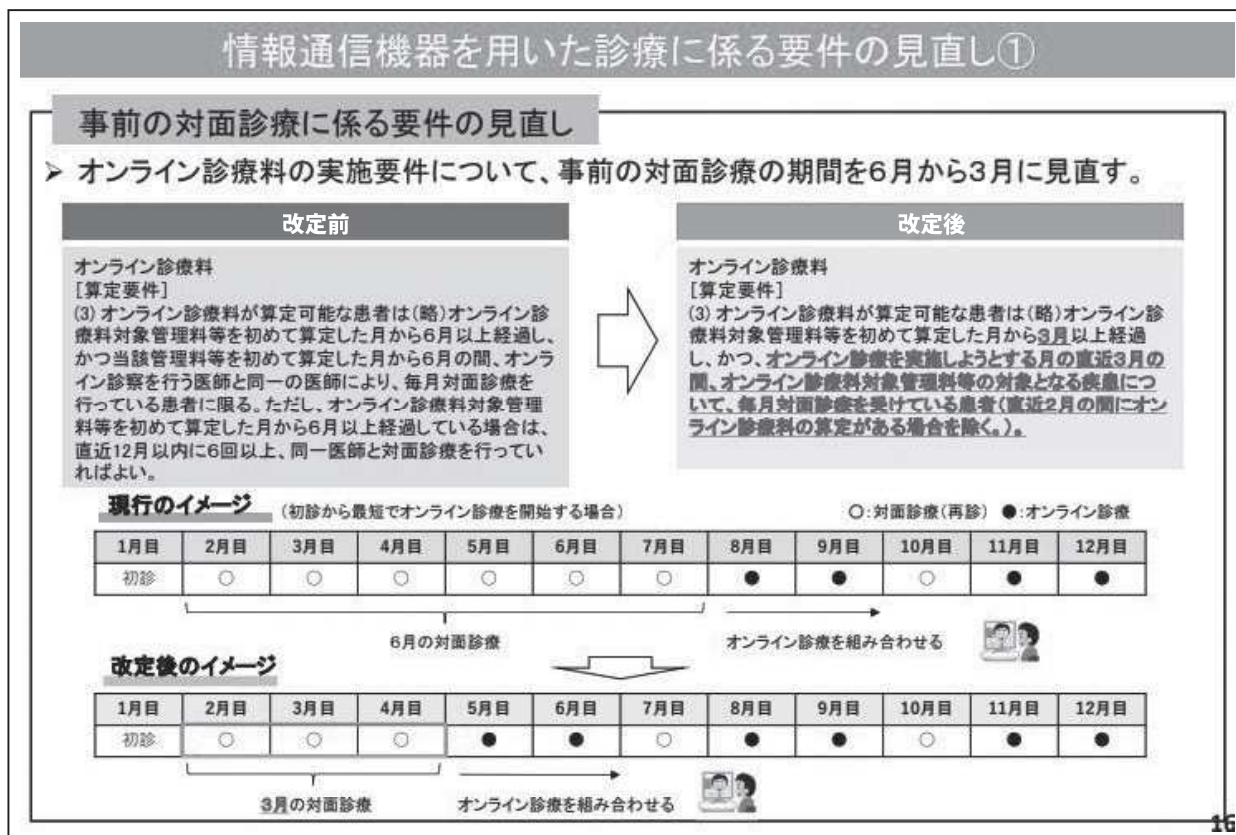 情報通信機器を用いた診療に係る要件の見直し①
事前の対面診療に係る要件の見直し
➢ オンライン診療料の実施要件について、事前の対面診療の期間を6月から3月に見直す。
改定前
オンライン診療料
[算定要件]
(3) オンライン診療料が算定可能な患者は(略)オンライン診
療料対象管理料等を初めて算定した月から6月以上経過し、
かつ当該管理料等を初めて算定した月から6月の間、オンラ
イン診察を行う医師と同一の医師により、毎月対面診療を
行っている患者に限る。ただし、オンライン診療料対象管理
料等を初めて算定した月から6月以上経過している場合は、
直近12月以内に6回以上、同一医師と対面診療を行ってい
ればよい。
改定後
オンライン診療料
[算定要件]
(3) オンライン診療料が算定可能な患者は(略)オンライン診
療料対象管理料等を初めて算定した月から3月以上経過
し、かつ、オンライン診療を実施しようとする月の直近3月の
間、オンライン診療料対象管理料等の対象となる疾患につ
いて、毎月対面診療を受けている患者(直近2月の間にオン
ライン診療料の算定がある場合を除く。)。
現行のイメージ (初診から最短でオンライン診療を開始する場合) ○:対面診療(再診) ●:オンライン診療
1月目 2月目 3月目 4月目 5月目 6月目 7月目 8月目 9月目 10月目 11月目 12月目
初診 ○ ○ ○ ○ ○ ○ ● ● ○ ● ●
6月の対面診療 オンライン診療を組み合わせる
改定後のイメージ
1月目 2月目 3月目 4月目 5月目 6月目 7月目 8月目 9月目 10月目 11月目 12月目
初診 ○ ○ ○ ● ● ○ ● ● ○ ● ●
3月の対面診療 オンライン診療を組み合わせる
16